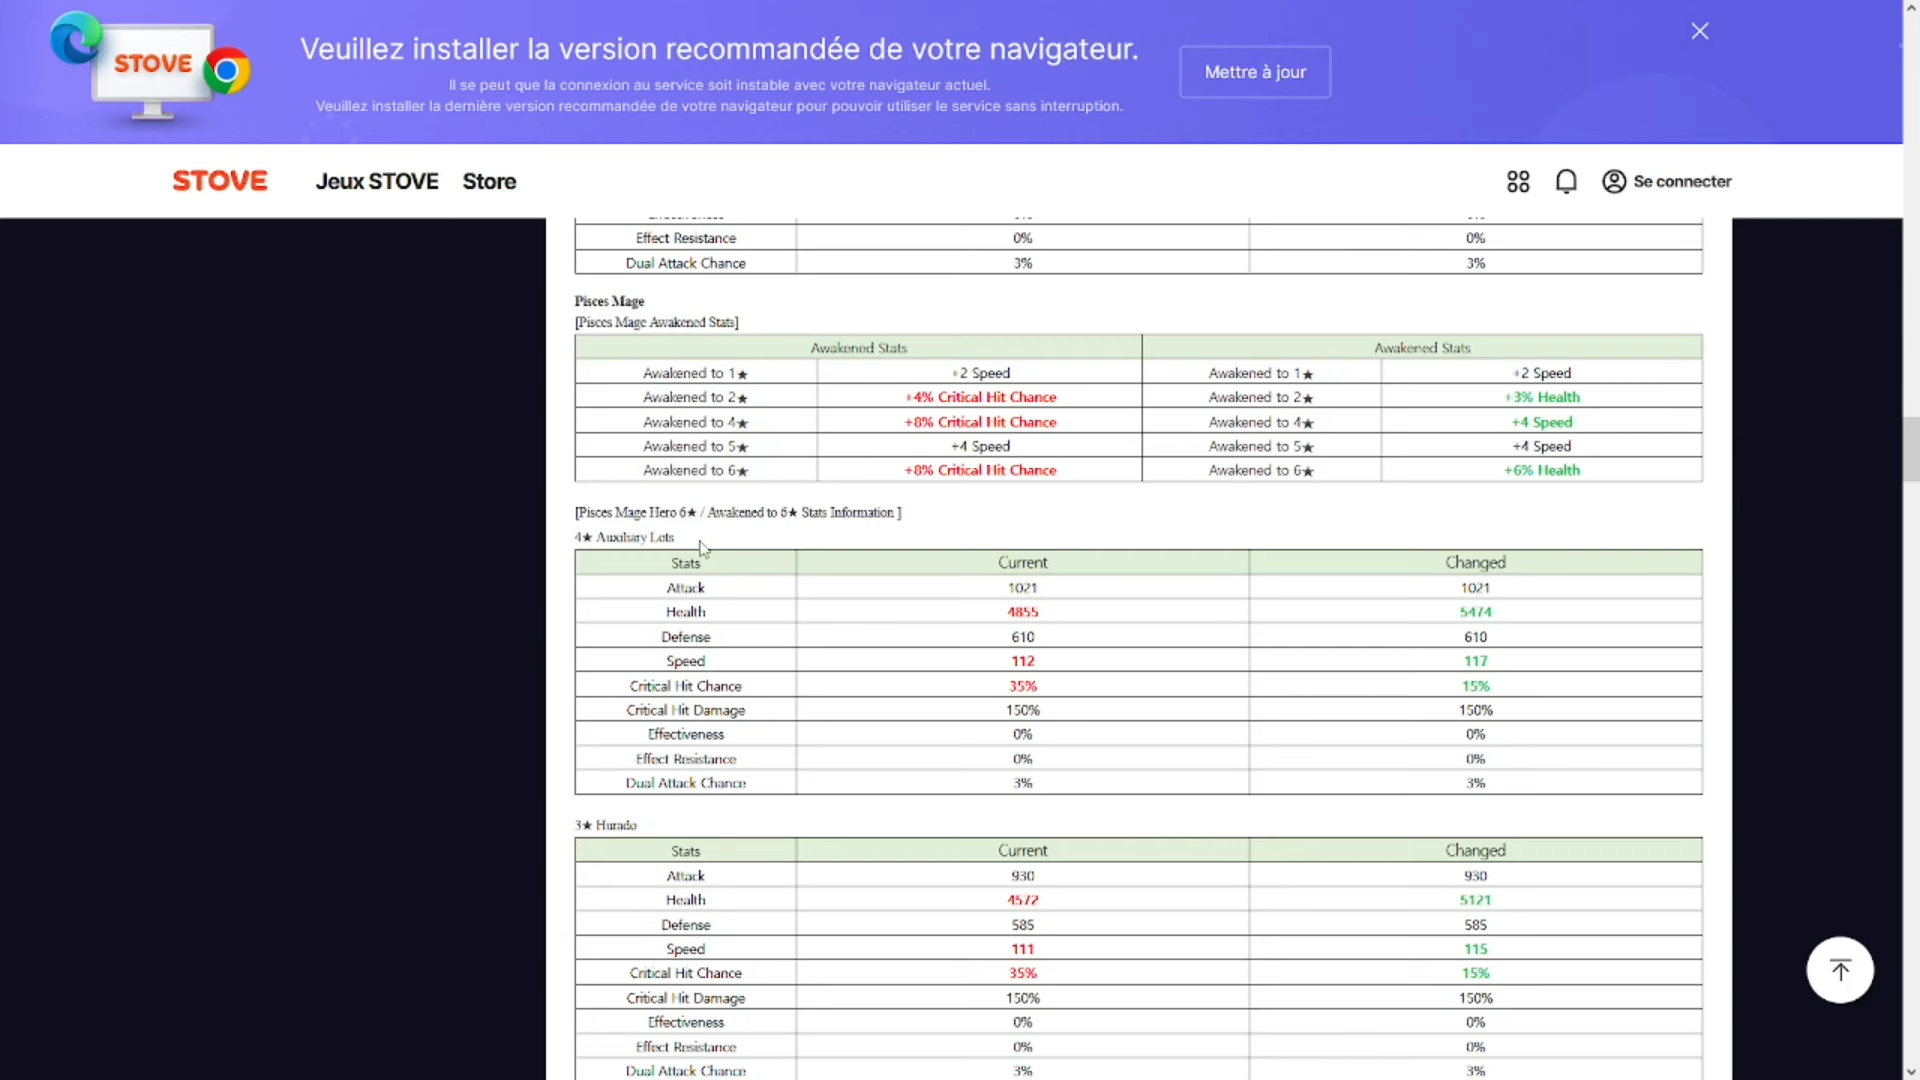 STOVE
Veuillez installer la version recommandée de votre navigateur.
Il se peut que la connexion au service soit instable avec votre navigateur actuel.
Veuillez installer la dernière version recommandée de votre navigateur pour pouvoir utiliser le service sans interruption.
Mettre à jour
STOVE Jeux STOVE Store Se connecter
Effect Resistance 0% 0%
Dual Attack Chance 3% 3%
Pisces Mage
[Pisces Mage Awakened Stats]
Awakened Stats Awakened Stats
Awakened to 1★ +2 Speed Awakened to 1★ +2 Speed
Awakened to 2★ +4% Critical Hit Chance Awakened to 2★ +3% Health
Awakened to 4★ +8% Critical Hit Chance Awakened to 4★ +4 Speed
Awakened to 5★ +4 Speed Awakened to 5★ +4 Speed
Awakened to 6★ +8% Critical Hit Chance Awakened to 6★ +6% Health
[Pisces Mage Hero 6★ / Awakened to 6★ Stats Information ]
4★ Auxiliary Lots
Stats Current Changed
Attack 1021 1021
Health 4855 5474
Defense 610 610
Speed 112 117
Critical Hit Chance 35% 15%
Critical Hit Damage 150% 150%
Effectiveness 0% 0%
Effect Resistance 0% 0%
Dual Attack Chance 3% 3%
3★ Hurado
Stats Current Changed
Attack 930 930
Health 4572 5121
Defense 585 585
Speed 111 115
Critical Hit Chance 35% 15%
Critical Hit Damage 150% 150%
Effectiveness 0% 0%
Effect Resistance 0% 0%
Dual Attack Chance 3% 3%